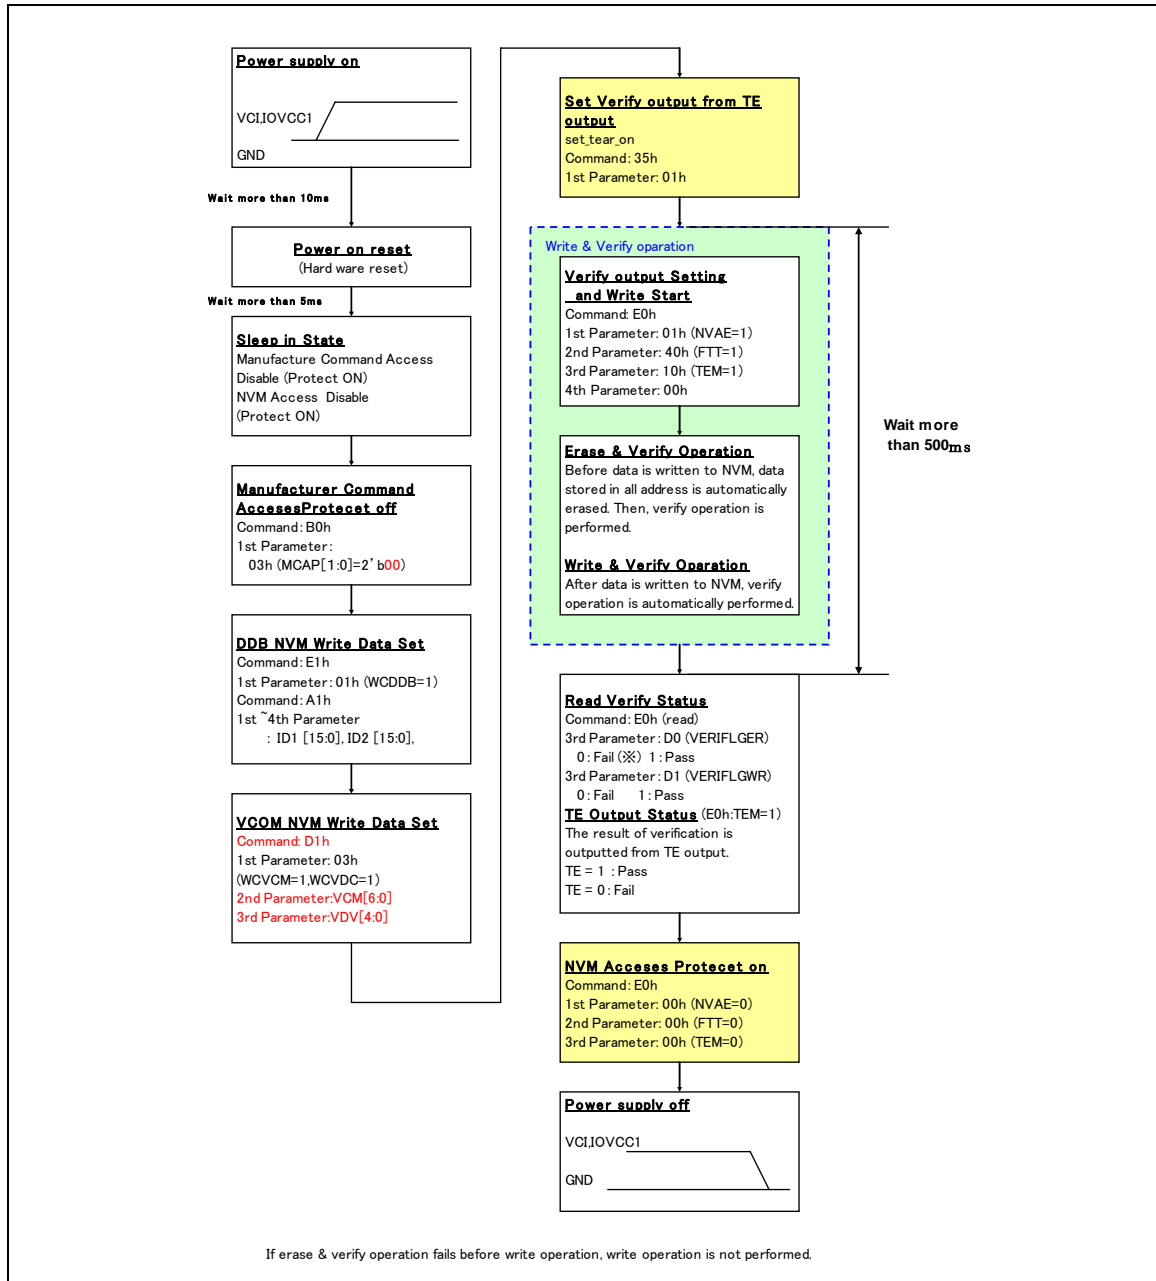 Power supply on
VCI,IOVCC1
GND
Wait more than 10ms
Power on reset
(Hard ware reset)
Wait more than 5ms
Sleep in State
Manufacture Command Access
Disable (Protect ON)
NVM Access Disable
(Protect ON)
Manufacturer Command
AccesesProtecet off
Command: B0h
1st Parameter:
03h (MCAP[1:0]=2'b00)
DDB NVM Write Data Set
Command: E1h
1st Parameter: 01h (WCDDB=1)
Command: A1h
1st ~4th Parameter
: ID1 [15:0], ID2 [15:0],
VCOM NVM Write Data Set
Command: D1h
1st Parameter: 03h
(WCVCM=1,WCVDC=1)
2nd Parameter:VCM[6:0]
3rd Parameter:VDV[4:0]
Set Verify output from TE
output
set_tear_on
Command: 35h
1st Parameter: 01h
Write & Verify oparation
Verify output Setting
and Write Start
Command: E0h
1st Parameter: 01h (NVAE=1)
2nd Parameter: 40h (FTT=1)
3rd Parameter: 10h (TEM=1)
4th Parameter: 00h
Erase & Verify Operation
Before data is written to NVM, data
stored in all address is automatically
erased. Then, verify operation is
performed.
Write & Verify Oparation
After data is written to NVM, verify
operation is automatically performed.
Wait more
than 500ms
Read Verify Status
Command: E0h (read)
3rd Parameter: D0 (VERIFLGER)
0: Fail (※) 1: Pass
3rd Parameter: D1 (VERIFLGWR)
0: Fail 1: Pass
TE Output Status (E0h:TEM=1)
The result of verification is
outputted from TE output.
TE = 1 : Pass
TE = 0 : Fail
NVM Acceses Protecet on
Command: E0h
1st Parameter: 00h (NVAE=0)
2nd Parameter: 00h (FTT=0)
3rd Parameter: 00h (TEM=0)
Power supply off
VCI,IOVCC1
GND
If erase & verify operation fails before write operation, write operation is not performed.